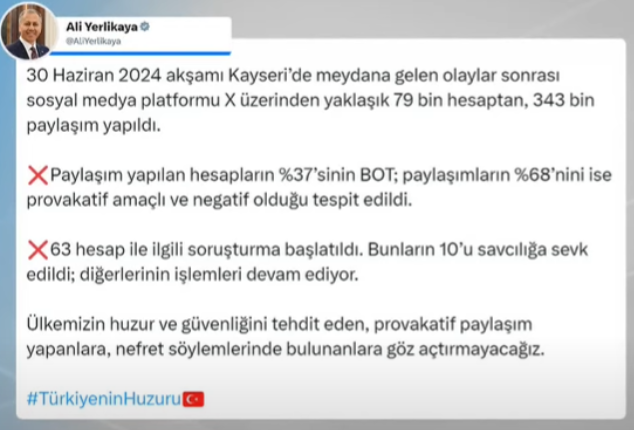 Ali Yerlikaya
@AliYerlikaya
30 Haziran 2024 akşamı Kayseri'de meydana gelen olaylar sonrası
sosyal medya platformu X üzerinden yaklaşık 79 bin hesaptan, 343 bin
paylaşım yapıldı.
❌Paylaşım yapılan hesapların %37'sinin BOT; paylaşımların %68'nini ise
provakatif amaçlı ve negatif olduğu tespit edildi.
❌63 hesap ile ilgili soruşturma başlatıldı. Bunların 10'u savcılığa sevk
edildi; diğerlerinin işlemleri devam ediyor.
Ülkemizin huzur ve güvenliğini tehdit eden, provakatif paylaşım
yapanlara, nefret söylemlerinde bulunanlara göz açtırmayacağız.
#TürkiyeninHuzuru🇹🇷